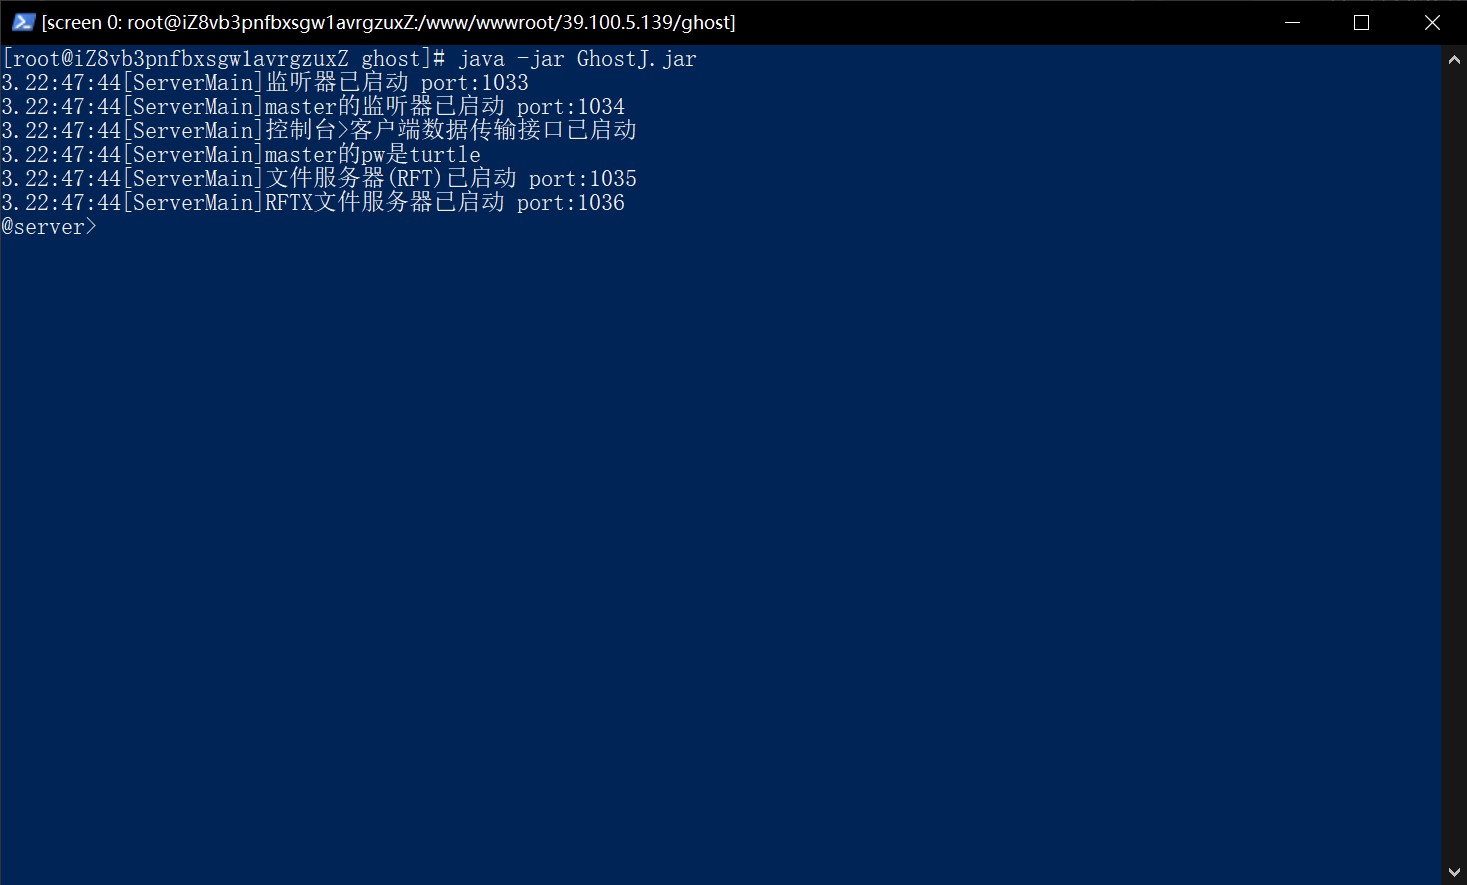 [screen 0: root@iZ8vb3pnfbxsgw1avrgzuxZ:/www/wwwroot/39.100.5.139/ghost]
[root@iZ8vb3pnfbxsgw1avrgzuxZ ghost]# java -jar GhostJ.jar
3.22:47:44[ServerMain]监听器已启动 port:1033
3.22:47:44[ServerMain]master的监听器已启动 port:1034
3.22:47:44[ServerMain]控制台>客户端数据传输接口已启动
3.22:47:44[ServerMain]master的pw是turtle
3.22:47:44[ServerMain]文件服务器(RFT)已启动 port:1035
3.22:47:44[ServerMain]RFTX文件服务器已启动 port:1036
@server>